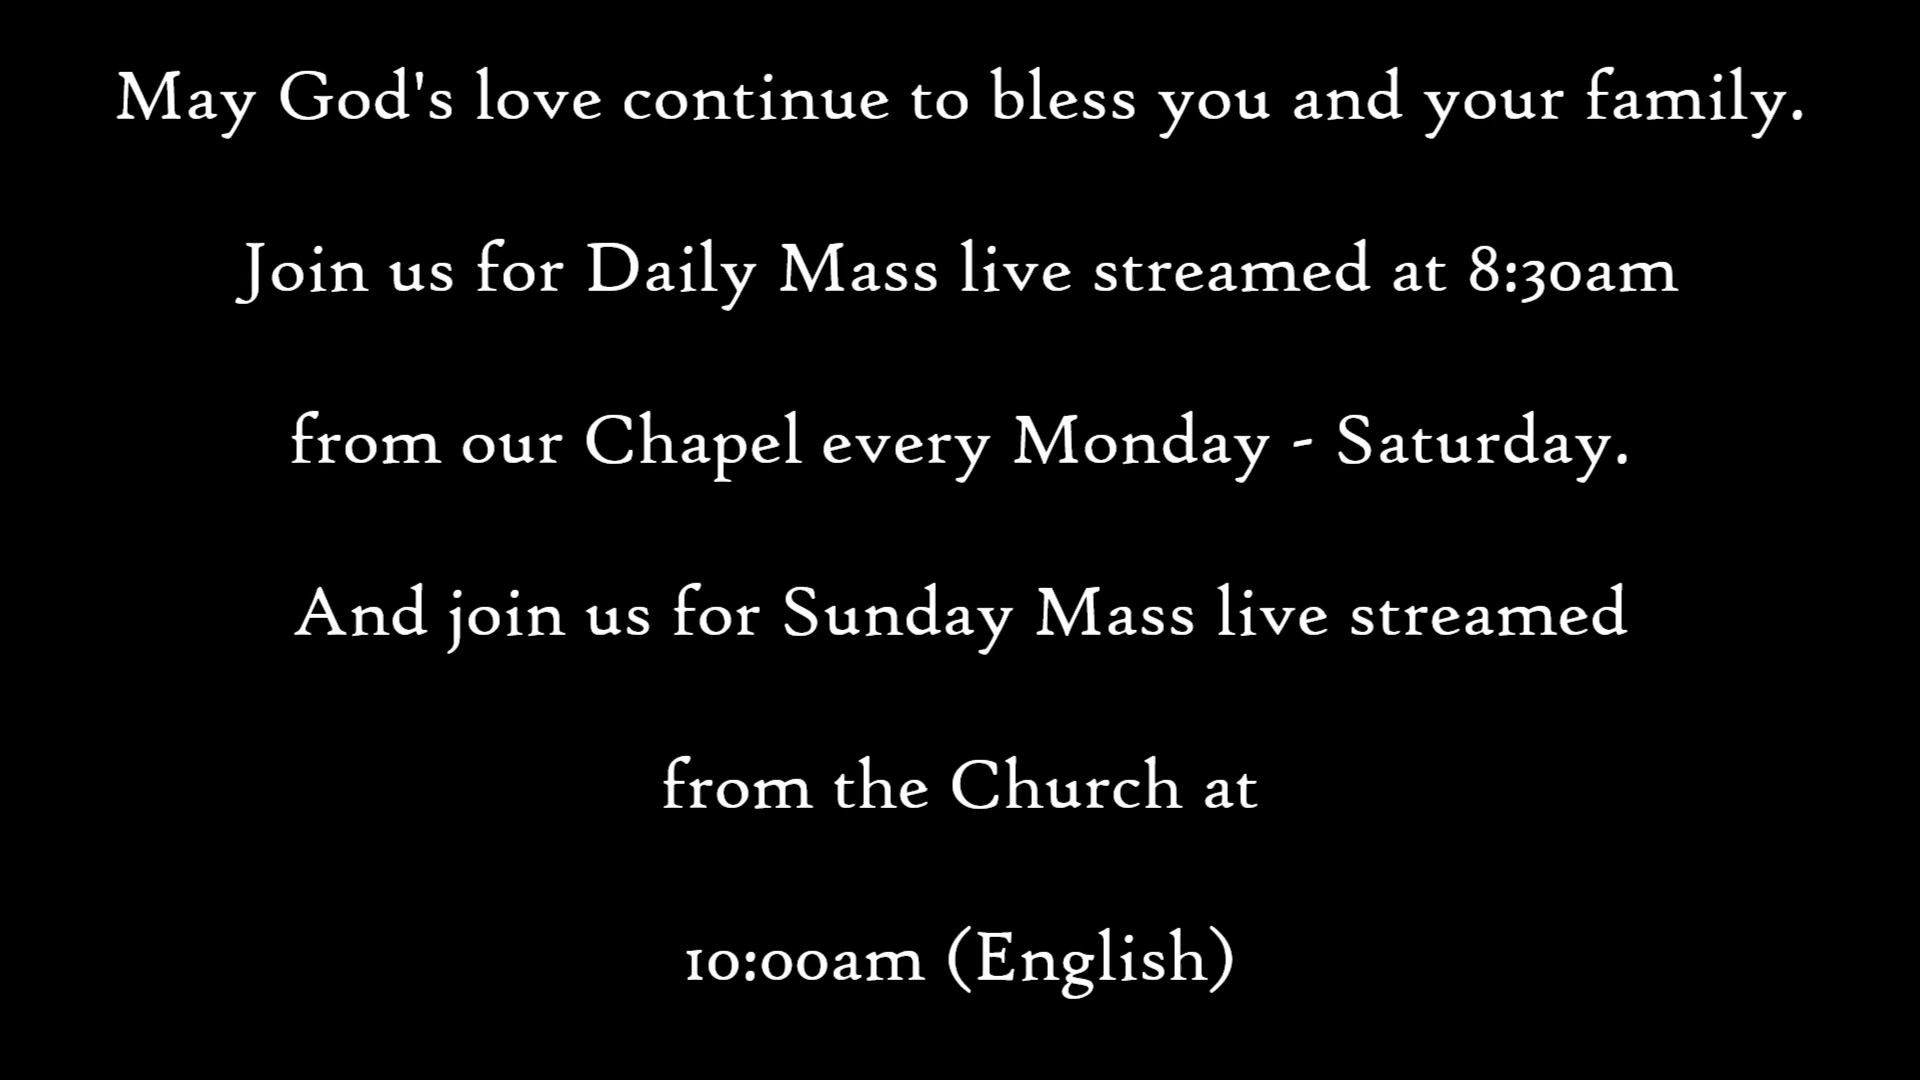 May God's love continue to bless you and your family.
Join us for Daily Mass live streamed at 8:30am
from our Chapel every Monday - Saturday.
And join us for Sunday Mass live streamed
from the Church at
10:00am (English)